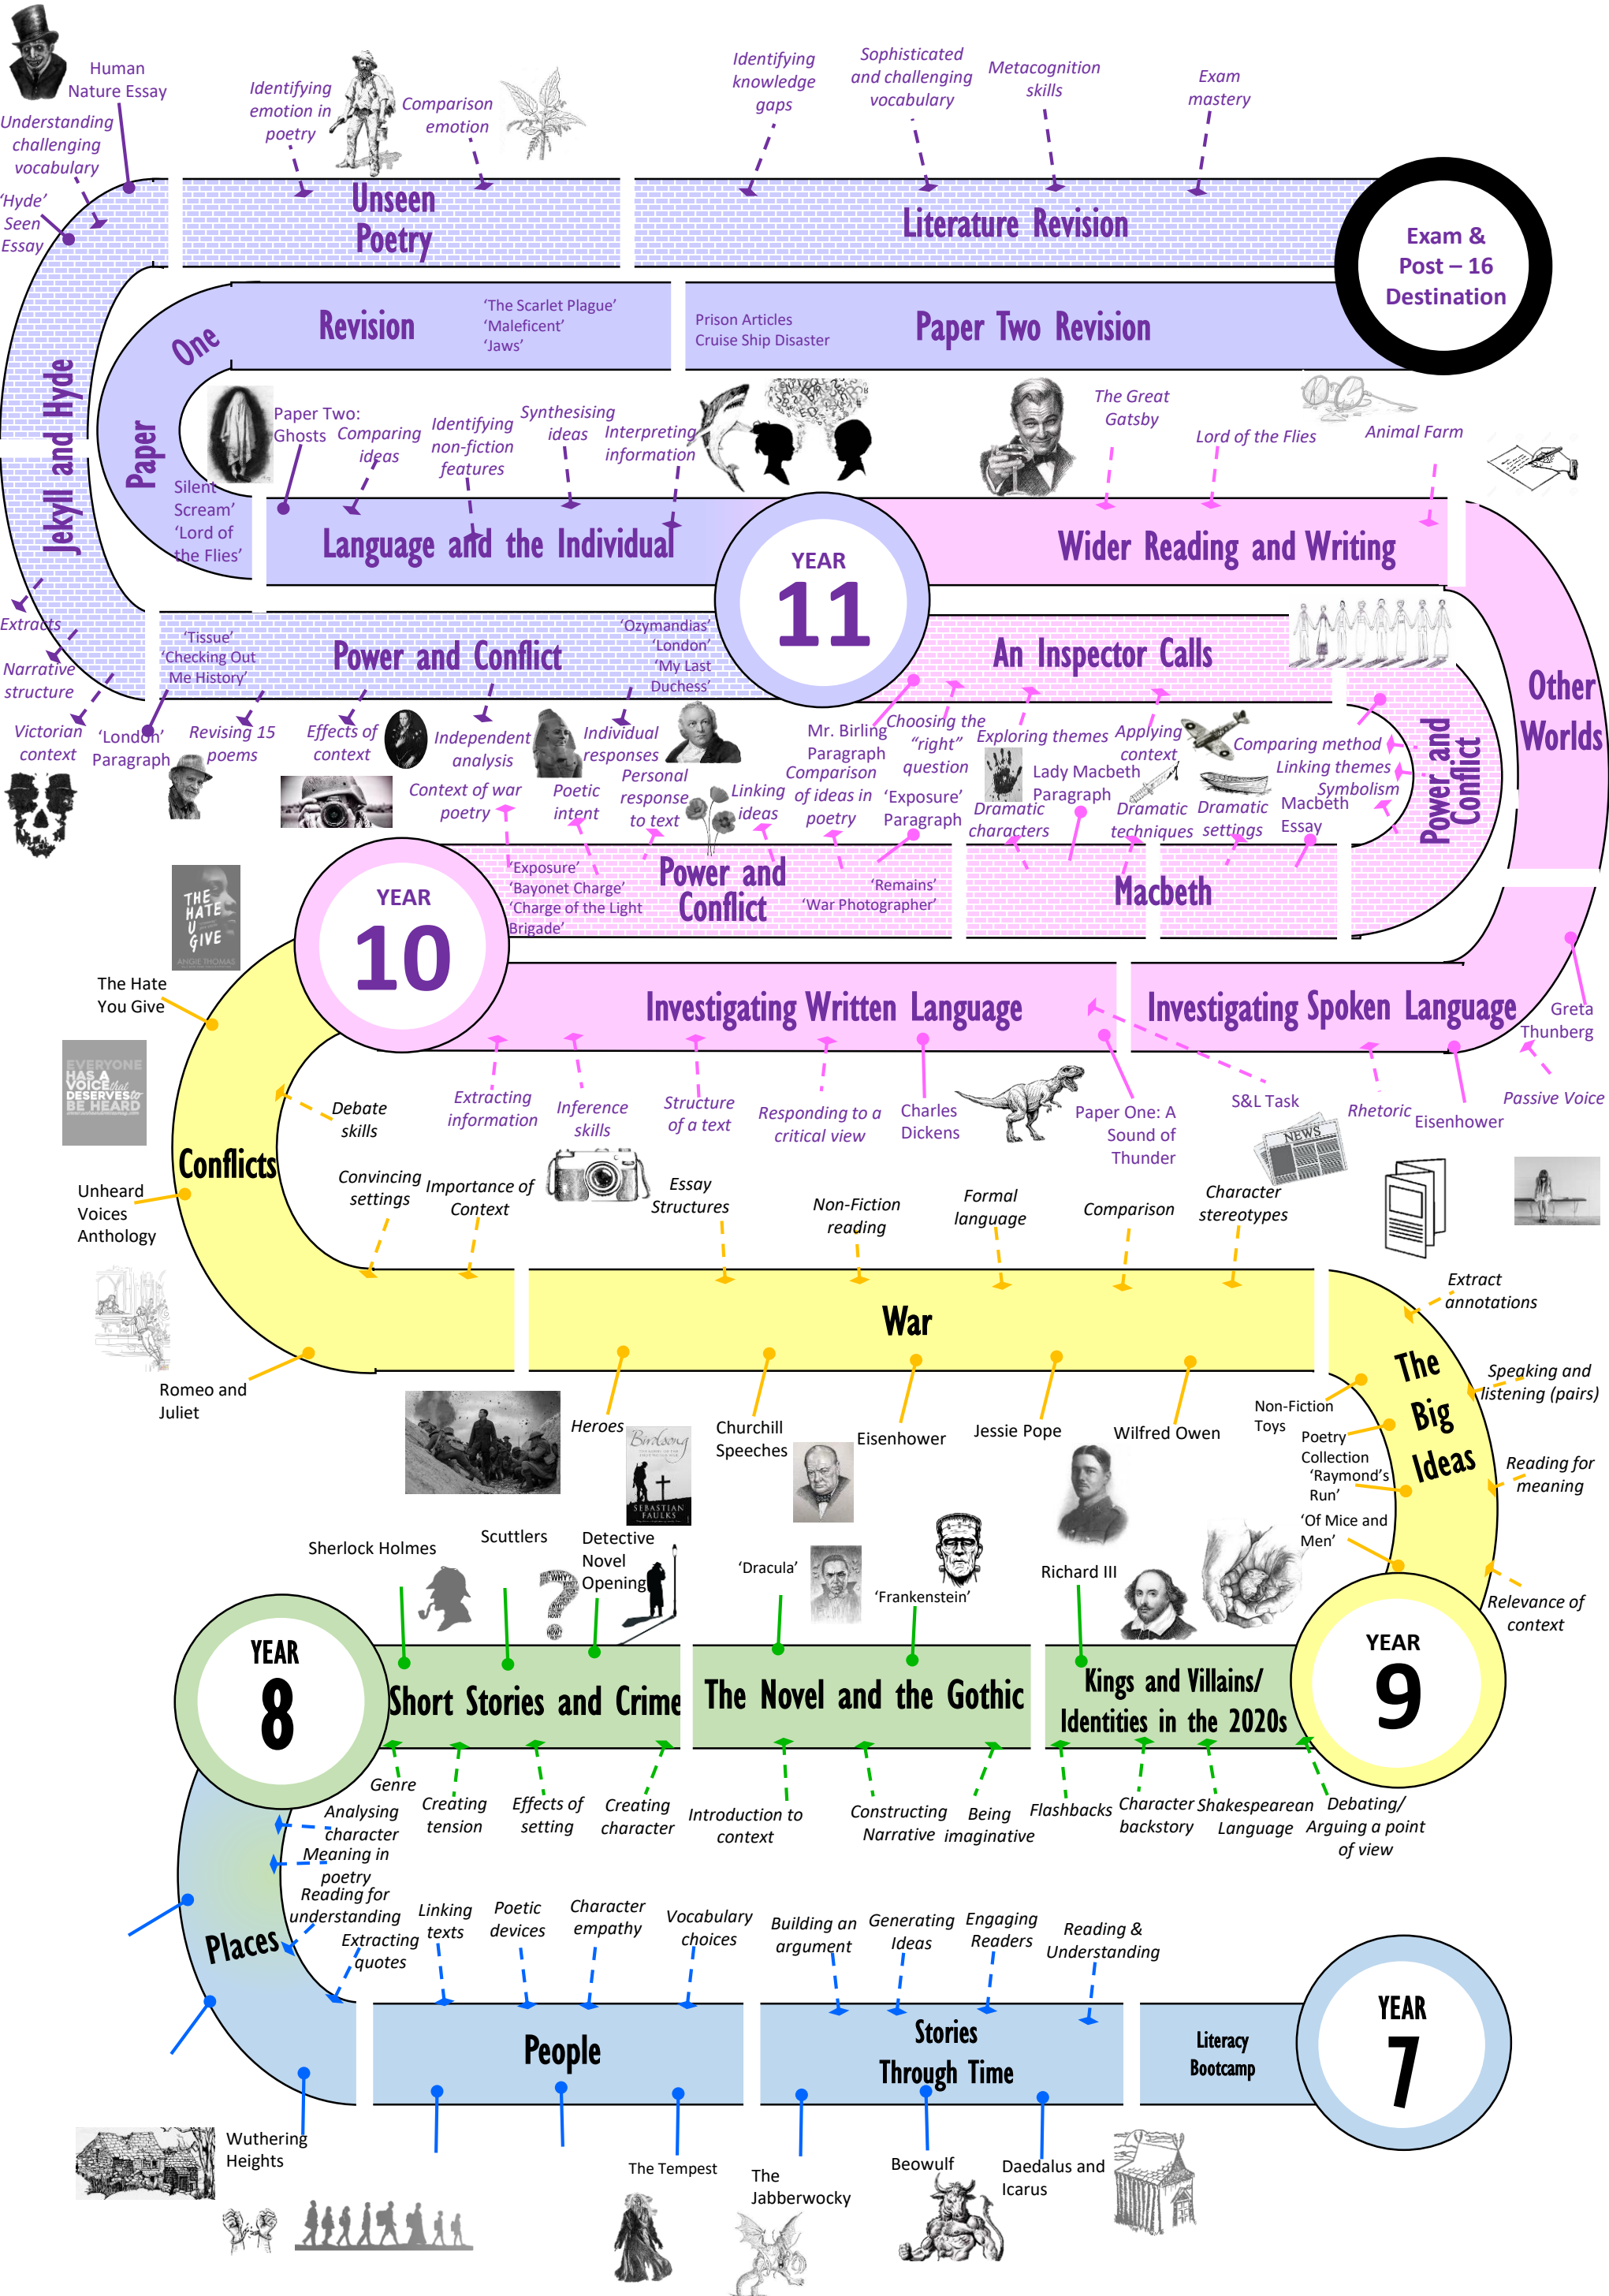 Human
Nature Essay
Understanding
challenging
vocabulary
‘Hyde’
Seen
Essay
Identifying
emotion in
poetry
Comparison
emotion
Identifying
knowledge
gaps
Sophisticated
and challenging
vocabulary
Metacognition
skills
Exam
mastery
Unseen
Poetry
Literature Revision
Exam &
Post – 16
Destination
One
Revision
‘The Scarlet Plague’
‘Maleficent’
‘Jaws’
Prison Articles
Cruise Ship Disaster
Paper Two Revision
Jekyll and Hyde
Paper
Silent
Scream’
‘Lord of
the Flies’
Paper Two:
Ghosts
Comparing
ideas
Identifying
non-fiction
features
Synthesising
ideas
Interpreting
information
The Great
Gatsby
Lord of the Flies
Animal Farm
Language and the Individual
YEAR
11
Wider Reading and Writing
Extracts
Narrative
structure
Victorian
context
‘Tissue’
‘Checking Out
Me History’
Power and Conflict
‘Ozymandias’
‘London’
‘My Last
Duchess’
An Inspector Calls
Other
Worlds
‘London’
Paragraph
Revising 15
poems
Effects of
context
Independent
analysis
Individual
responses
Mr. Birling
Paragraph
Choosing the
“right”
question
Exploring themes
Applying
context
Comparing method
Linking themes
Symbolism
Power and
Conflict
Context of war
poetry
Poetic
intent
Personal
response
to text
Linking
ideas
Comparison
of ideas in
poetry
‘Exposure’
Paragraph
Dramatic
characters
Lady Macbeth
Paragraph
Dramatic
techniques
Dramatic
settings
Macbeth
Essay
YEAR
10
‘Exposure’
‘Bayonet Charge’
‘Charge of the Light
Brigade’
Power and
Conflict
‘Remains’
‘War Photographer’
Macbeth
THE
HATE
U
GIVE
ANGIE THOMAS
The Hate
You Give
Investigating Written Language
Investigating Spoken Language
Greta
Thunberg
EVERYONE
HAS A
VOICE that
DESERVES to
BE HEARD
Debate
skills
Extracting
information
Inference
skills
Structure
of a text
Responding to a
critical view
Charles
Dickens
Paper One: A
Sound of
Thunder
S&L Task
NEWS
Rhetoric
Eisenhower
Passive Voice
Conflicts
Unheard
Voices
Anthology
Convincing
settings
Importance of
Context
Essay
Structures
Non-Fiction
reading
Formal
language
Comparison
Character
stereotypes
War
Extract
annotations
Romeo and
Juliet
Heroes
Birdsong
SEBASTIAN
FAULKS
Churchill
Speeches
Eisenhower
Jessie Pope
Wilfred Owen
The
Big
Ideas
Non-Fiction
Toys
Poetry
Collection
‘Raymond’s
Run’
‘Of Mice and
Men’
Speaking and
listening (pairs)
Reading for
meaning
Relevance of
context
Sherlock Holmes
Scuttlers
Detective
Novel
Opening
‘Dracula’
‘Frankenstein’
Richard III
YEAR
8
Short Stories and Crime
The Novel and the Gothic
Kings and Villains/
Identities in the 2020s
YEAR
9
Genre
Creating
tension
Effects of
setting
Creating
character
Introduction to
context
Constructing
Narrative
Being
imaginative
Flashbacks
Character
backstory
Shakespearean
Language
Debating/
Arguing a point
of view
Analysing
character
Meaning in
poetry
Reading for
understanding
Extracting
quotes
Places
Linking
texts
Poetic
devices
Character
empathy
Vocabulary
choices
Building an
argument
Generating
Ideas
Engaging
Readers
Reading &
Understanding
People
Stories
Through Time
Literacy
Bootcamp
YEAR
7
Wuthering
Heights
The Tempest
The
Jabberwocky
Beowulf
Daedalus and
Icarus